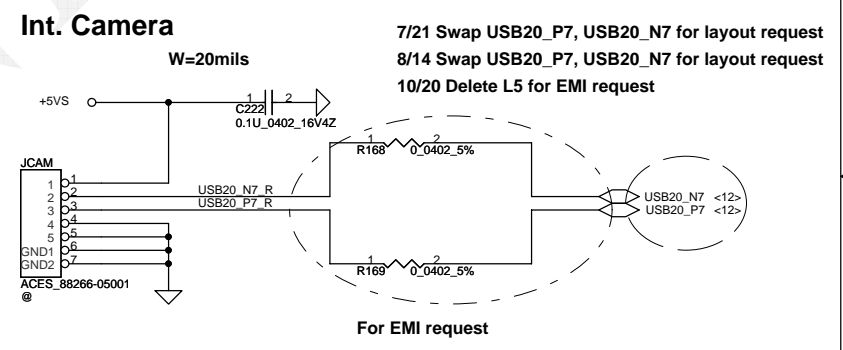 Int. Camera
7/21 Swap USB20_P7, USB20_N7 for layout request
8/14 Swap USB20_P7, USB20_N7 for layout request
10/20 Delete L5 for EMI request
W=20mils
+5VS
1 2
C222
0.1U_0402_16V4Z
1 2
R168 0_0402_5%
JCAM
1 1
2 2 USB20_N7_R
3 3 USB20_P7_R
4 4
5 5
GND1 6
GND2 7
USB20_N7 <12>
USB20_P7 <12>
1 2
R169 0_0402_5%
ACES_88266-05001
@
For EMI request